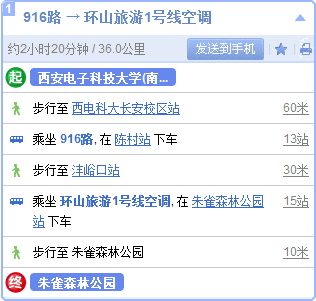 1
916路 → 环山旅游1号线空调
约2小时20分钟 / 36.0公里 发送到手机
起 西安电子科技大学(南...
步行至 西电科大长安校区站 60米
乘坐 916路, 在 陈村站 下车 13站
步行至 沣峪口站 30米
乘坐 环山旅游1号线空调, 在 朱雀森林公园 15站
站 下车
步行至 朱雀森林公园 10米
终 朱雀森林公园